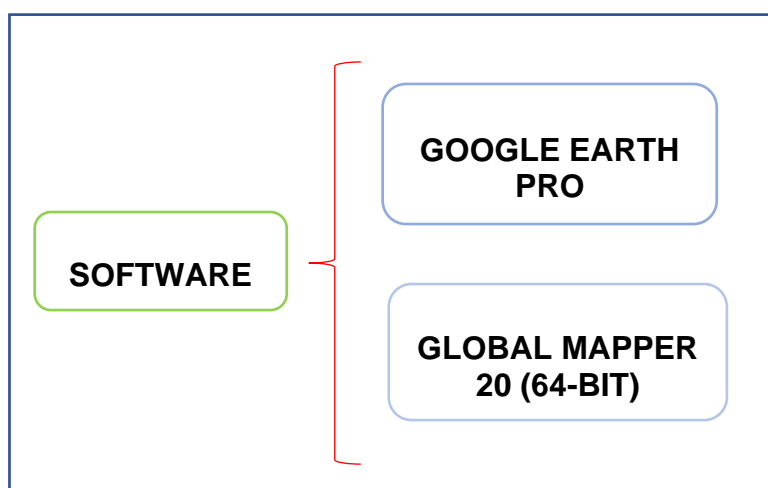 GOOGLE EARTH
PRO
SOFTWARE
GLOBAL MAPPER
20 (64-BIT)